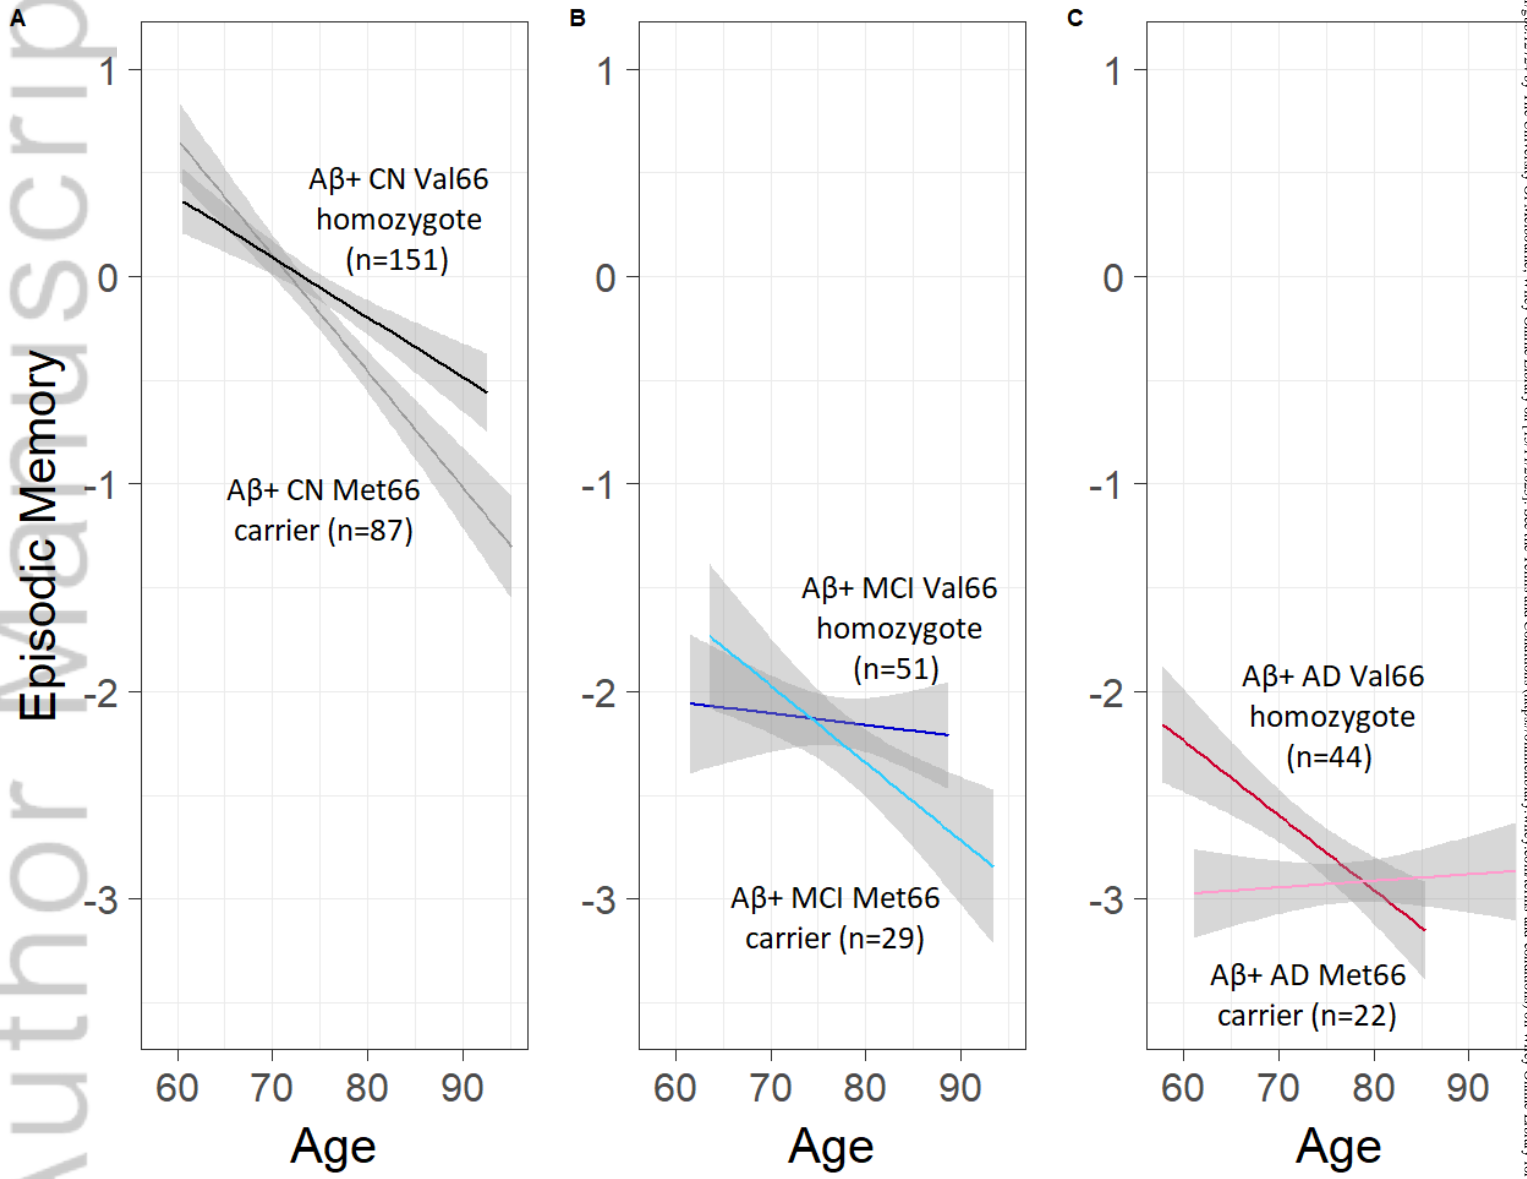 A
B
C
Author Manuscrip
Episodic Memory
1
0
-1
-2
-3
Aβ+ CN Val66
homozygote
(n=151)
Aβ+ CN Met66
carrier (n=87)
60 70 80 90
Age
1
0
-1
-2
-3
Aβ+ MCI Val66
homozygote
(n=51)
Aβ+ MCI Met66
carrier (n=29)
60 70 80 90
Age
1
0
-1
-2
-3
Aβ+ AD Val66
homozygote
(n=44)
Aβ+ AD Met66
carrier (n=22)
60 70 80 90
Age